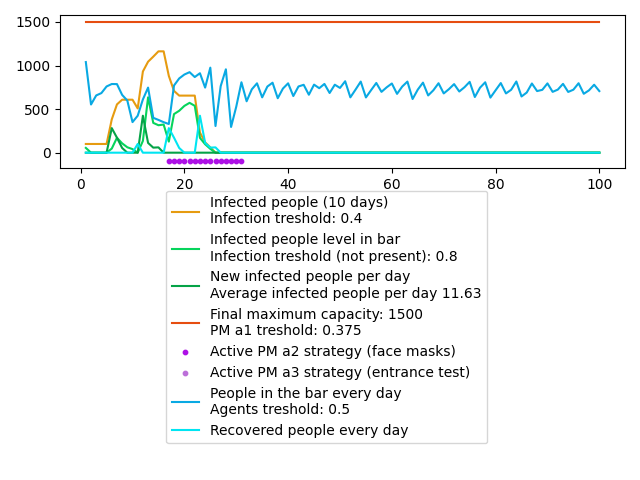 1500
1000
500
0
0 20 40 60 80 100
Infected people (10 days)
Infection treshold: 0.4
Infected people level in bar
Infection treshold (not present): 0.8
New infected people per day
Average infected people per day 11.63
Final maximum capacity: 1500
PM a1 treshold: 0.375
Active PM a2 strategy (face masks)
Active PM a3 strategy (entrance test)
People in the bar every day
Agents treshold: 0.5
Recovered people every day